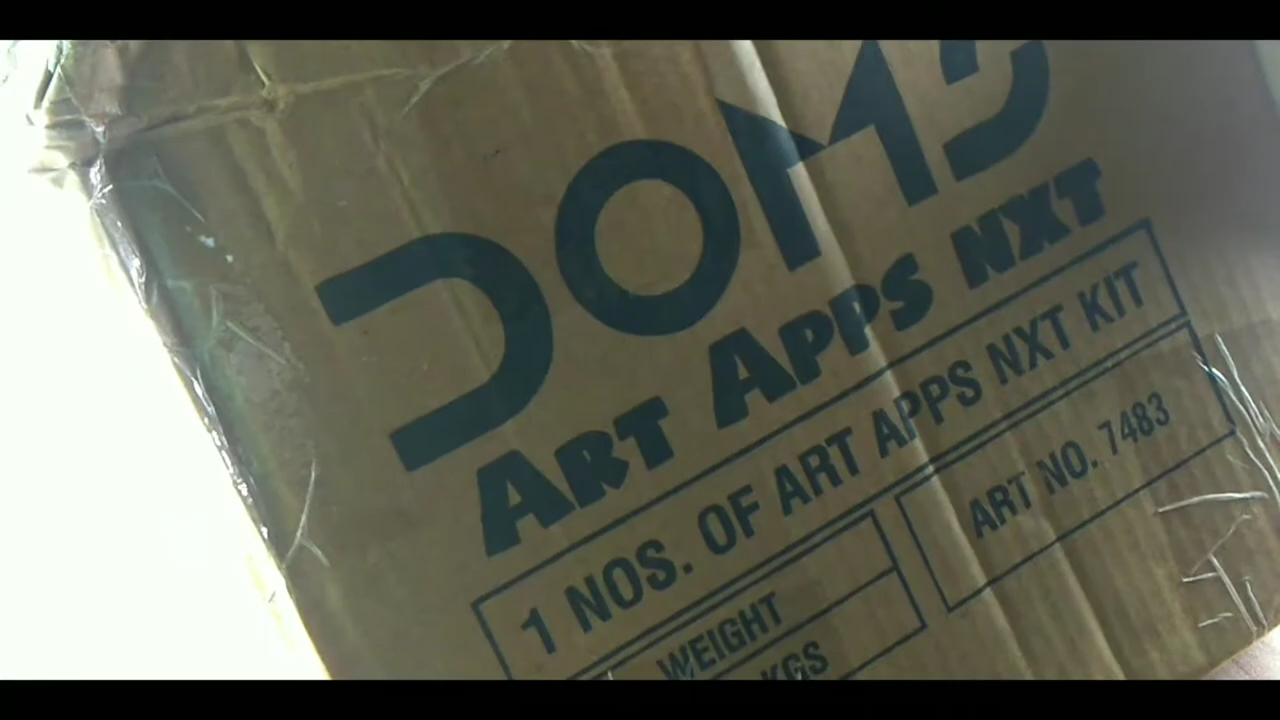 DOMS
ART APPS NXT
1 NOS. OF ART APPS NXT KIT
ART NO. 7483
WEIGHT
KGS